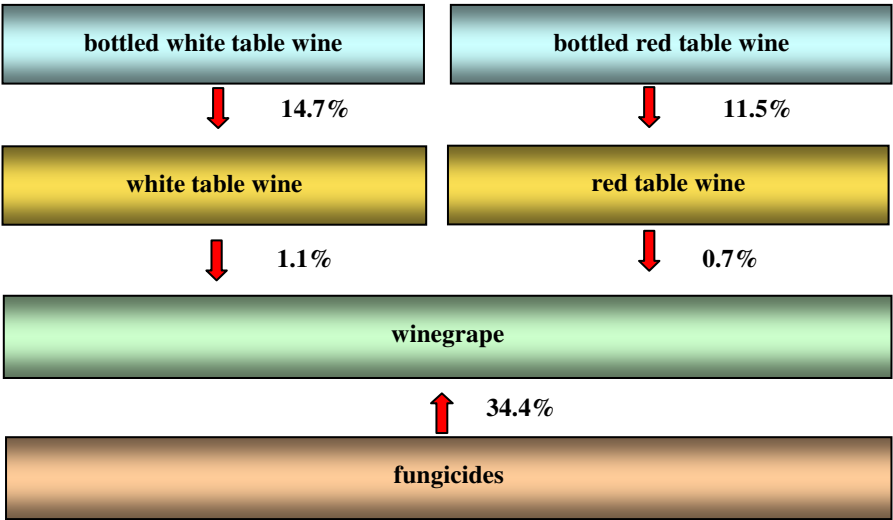 bottled white table wine
bottled red table wine
14.7%
11.5%
white table wine
red table wine
1.1%
0.7%
winegrape
34.4%
fungicides